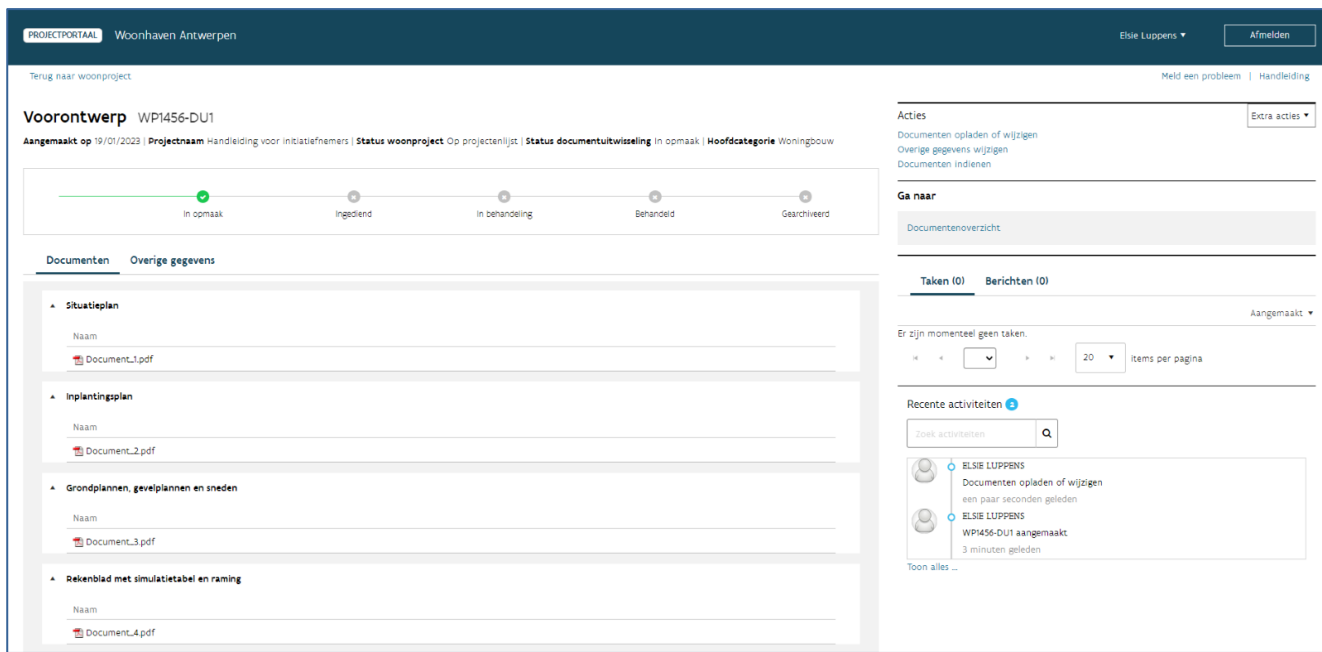 PROJECTPORTAAL Woonhaven Antwerpen
Elsie Luppens
Afmelden
Terug naar woonproject
Meld een probleem | Handleiding
Voorontwerp WP1456-DU1
Aangemaakt op 19/01/2023 | Projectnaam Handleiding voor initiatiefnemers | Status woonproject Op projectenlijst | Status documentuitwisseling In opmaak | Hoofdcategorie Woningbouw
In opmaak
Ingediend
In behandeling
Behandeld
Gearchiveerd
Documenten
Overige gegevens
Situatieplan
Naam
Document_1.pdf
Inplantingsplan
Naam
Document_2.pdf
Grondplannen, gevelplannen en sneden
Naam
Document_3.pdf
Rekenblad met simulatietabel en raming
Naam
Document_4.pdf
Acties
Extra acties
Documenten opladen of wijzigen
Overige gegevens wijzigen
Documenten indienen
Ga naar
Documentenoverzicht
Taken (0)
Berichten (0)
Aangemaakt
Er zijn momenteel geen taken.
20 items per pagina
Recente activiteiten 2
Zoek activiteiten
ELSIE LUPPENS
Documenten opladen of wijzigen
een paar seconden geleden
ELSIE LUPPENS
WP1456-DU1 aangemaakt
3 minuten geleden
Toon alles ...